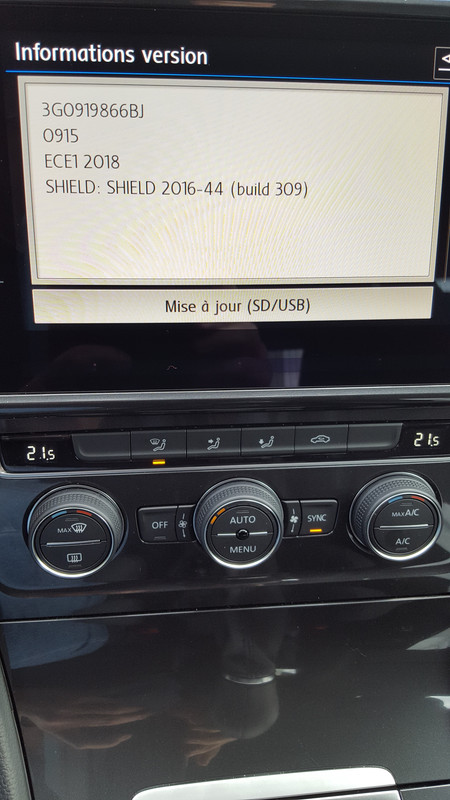 Informations version
3G0919866BJ
0915
ECE1 2018
SHIELD: SHIELD 2016-44 (build 309)
Mise à jour (SD/USB)
21.5
21.5
MAX
OFF
AUTO
MENU
SYNC
MAX A/C
A/C